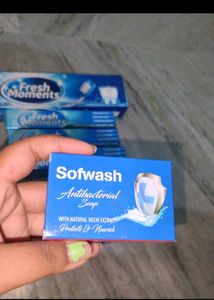 Fresh
Moments
Fresh
Moments
Sofwash
Antibacterial
Soap
WITH NATURAL NEEM EXTRACT
Protects & Nourish